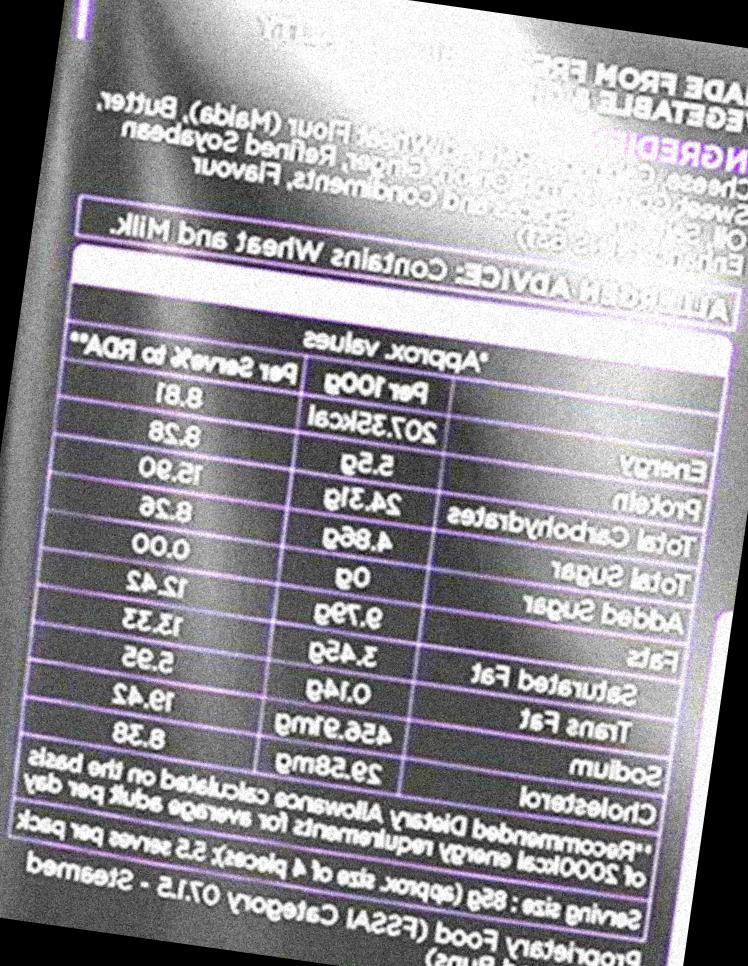 MADE FROM
VEGETABLE
Cheese, Wheat Flour (Maida), Butter,
Sweet Onion, Ginger, Refined Soyabean
Oil, and Condiments, Flavour
ALLERGEN ADVICE: Contains Wheat and Milk.
*Approx. values
Per 100g Per Serve% to RDA**
Energy 207.35kcal 8.81
Protein 5.5g 8.28
Total Carbohydrates 24.31g 15.90
Total Sugar 4.86g 8.26
Added Sugar 0g 0.00
Fats 9.79g 12.42
Saturated Fat 3.45g 13.33
Trans Fat 0.14g 5.95
Sodium 456.91mg 19.42
Cholesterol 29.58mg 8.38
**Recommended Dietary Allowance calculated on the basis
of 2000kcal energy requirements for average adult per day
Serving size : 85g (approx. size of 4 pieces); 5.5 serves per pack
Proprietary Food (FSSAI Category 07.1.5 - Steamed